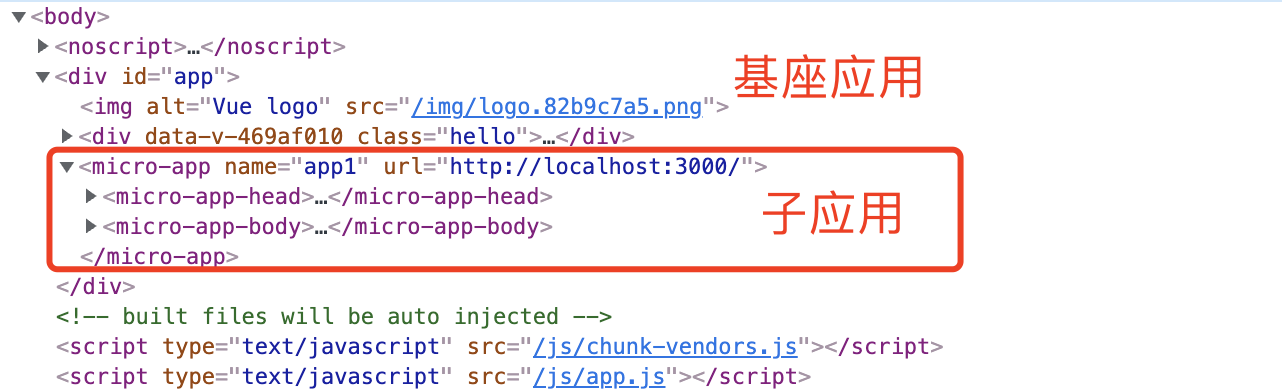 ▼<body>
▶<noscript>…</noscript>
▼<div id="app">
基座应用
<img alt="Vue logo" src="/img/logo.82b9c7a5.png">
▶<div data-v-469af010 class="hello">…</div>
▼<micro-app name="app1" url="http://localhost:3000/">
▶<micro-app-head>…</micro-app-head>
子应用
▶<micro-app-body>…</micro-app-body>
</micro-app>
</div>
<!-- built files will be auto injected -->
<script type="text/javascript" src="/js/chunk-vendors.js"></script>
<script type="text/javascript" src="/js/app.js"></script>